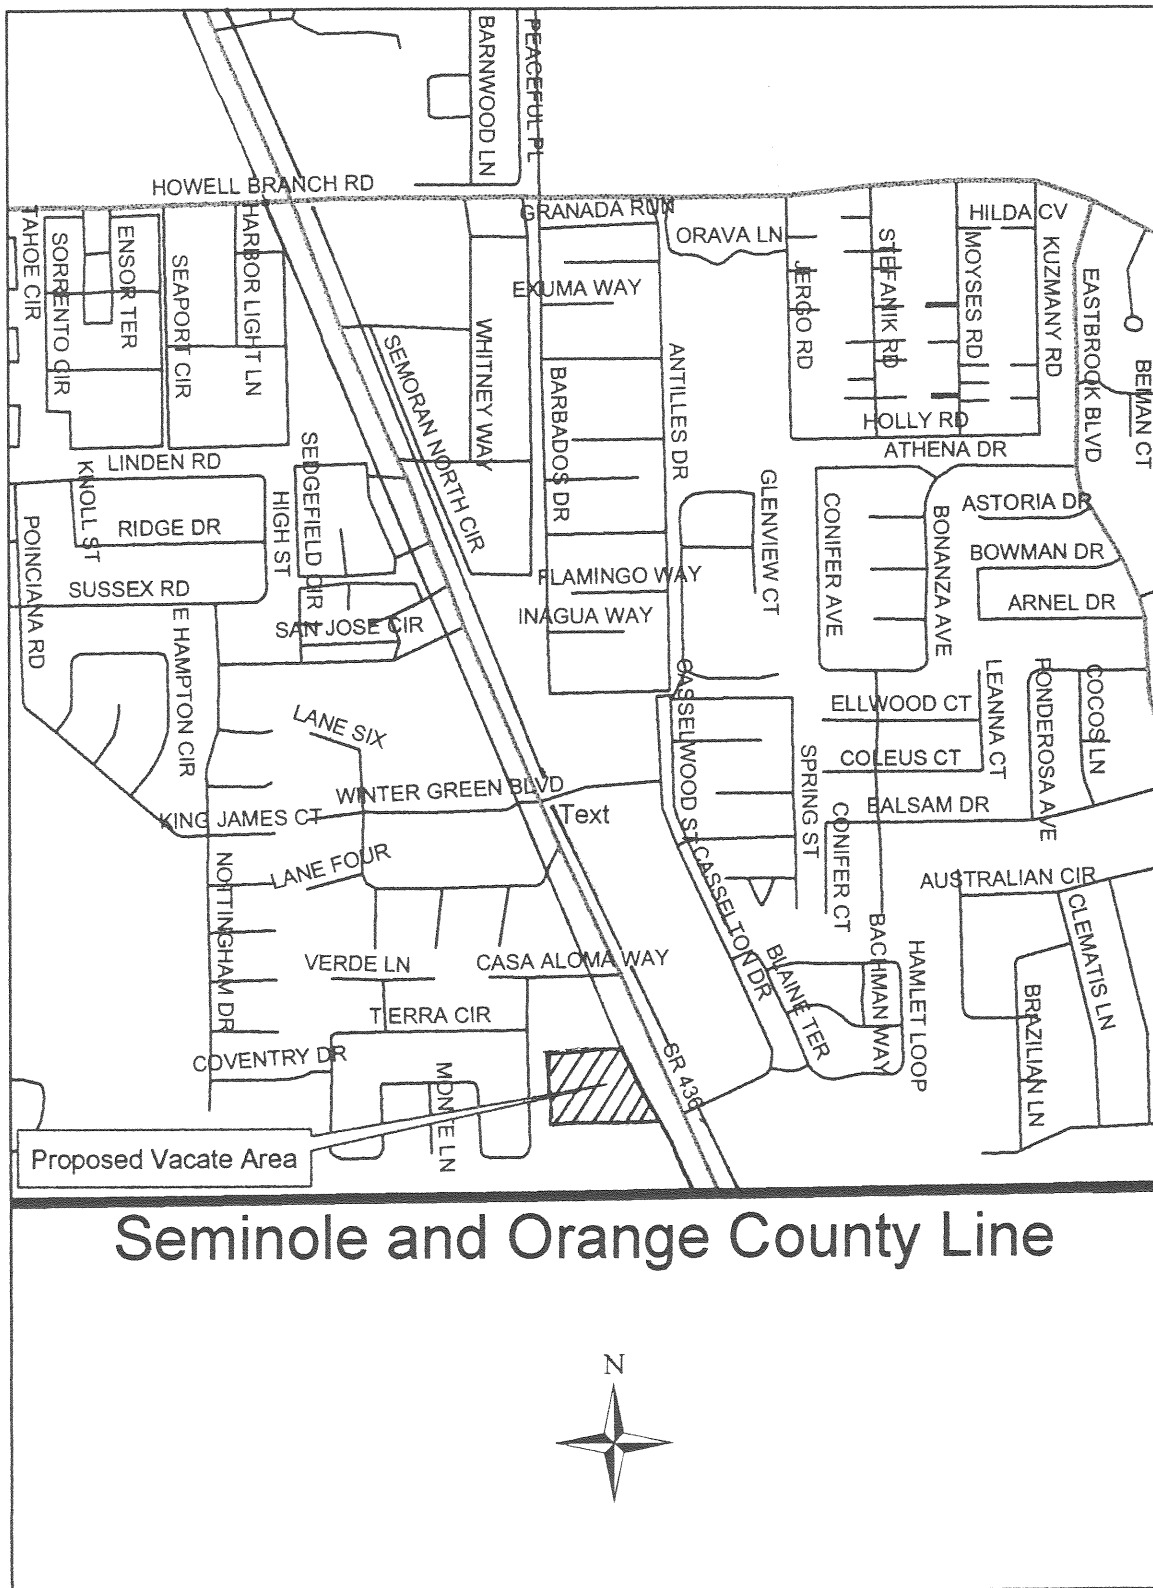 BARNWOOD LN
PEACEFUL PL
HOWELL BRANCH RD
GRANADA RUN
HILDA CV
TAHOE CIR
SORRENTO CIR
ENSOR TER
SEAPORT CIR
HARBOR LIGHT LN
ORAVA LN
STEFANIK RD
MOYSES RD
KUZMANY RD
EASTBROOK BLVD
JERGO RD
EXUMA WAY
WHITNEY WAY
SEMORAN NORTH CIR
ANTILLES DR
BARBADOS DR
BEMAN CT
HOLLY RD
ATHENA DR
LINDEN RD
KNOLL ST
HIGH ST
SEDGEFIELD CIR
GLENVIEW CT
CONIFER AVE
BONANZA AVE
ASTORIA DR
RIDGE DR
POINCIANA RD
BOWMAN DR
SUSSEX RD
FLAMINGO WAY
ARNEL DR
INAGUA WAY
E HAMPTON CIR
SAN JOSE CIR
CASSELWOOD ST
LEANNA CT
PONDEROSA AVE
COCOS LN
ELLWOOD CT
LANE SIX
SPRING ST
COLEUS CT
WINTER GREEN BLVD
BALSAM DR
KING JAMES CT
Text
CONIFER CT
NOTTINGHAM DR
LANE FOUR
CASSELTON DR
AUSTRALIAN CIR
CLEMATIS LN
BACHMAN WAY
HAMLET LOOP
BLAINE TER
VERDE LN
CASA ALOMA WAY
BRAZILIAN LN
TIERRA CIR
COVENTRY DR
MONTE LN
SR 436
Proposed Vacate Area
Seminole and Orange County Line
N